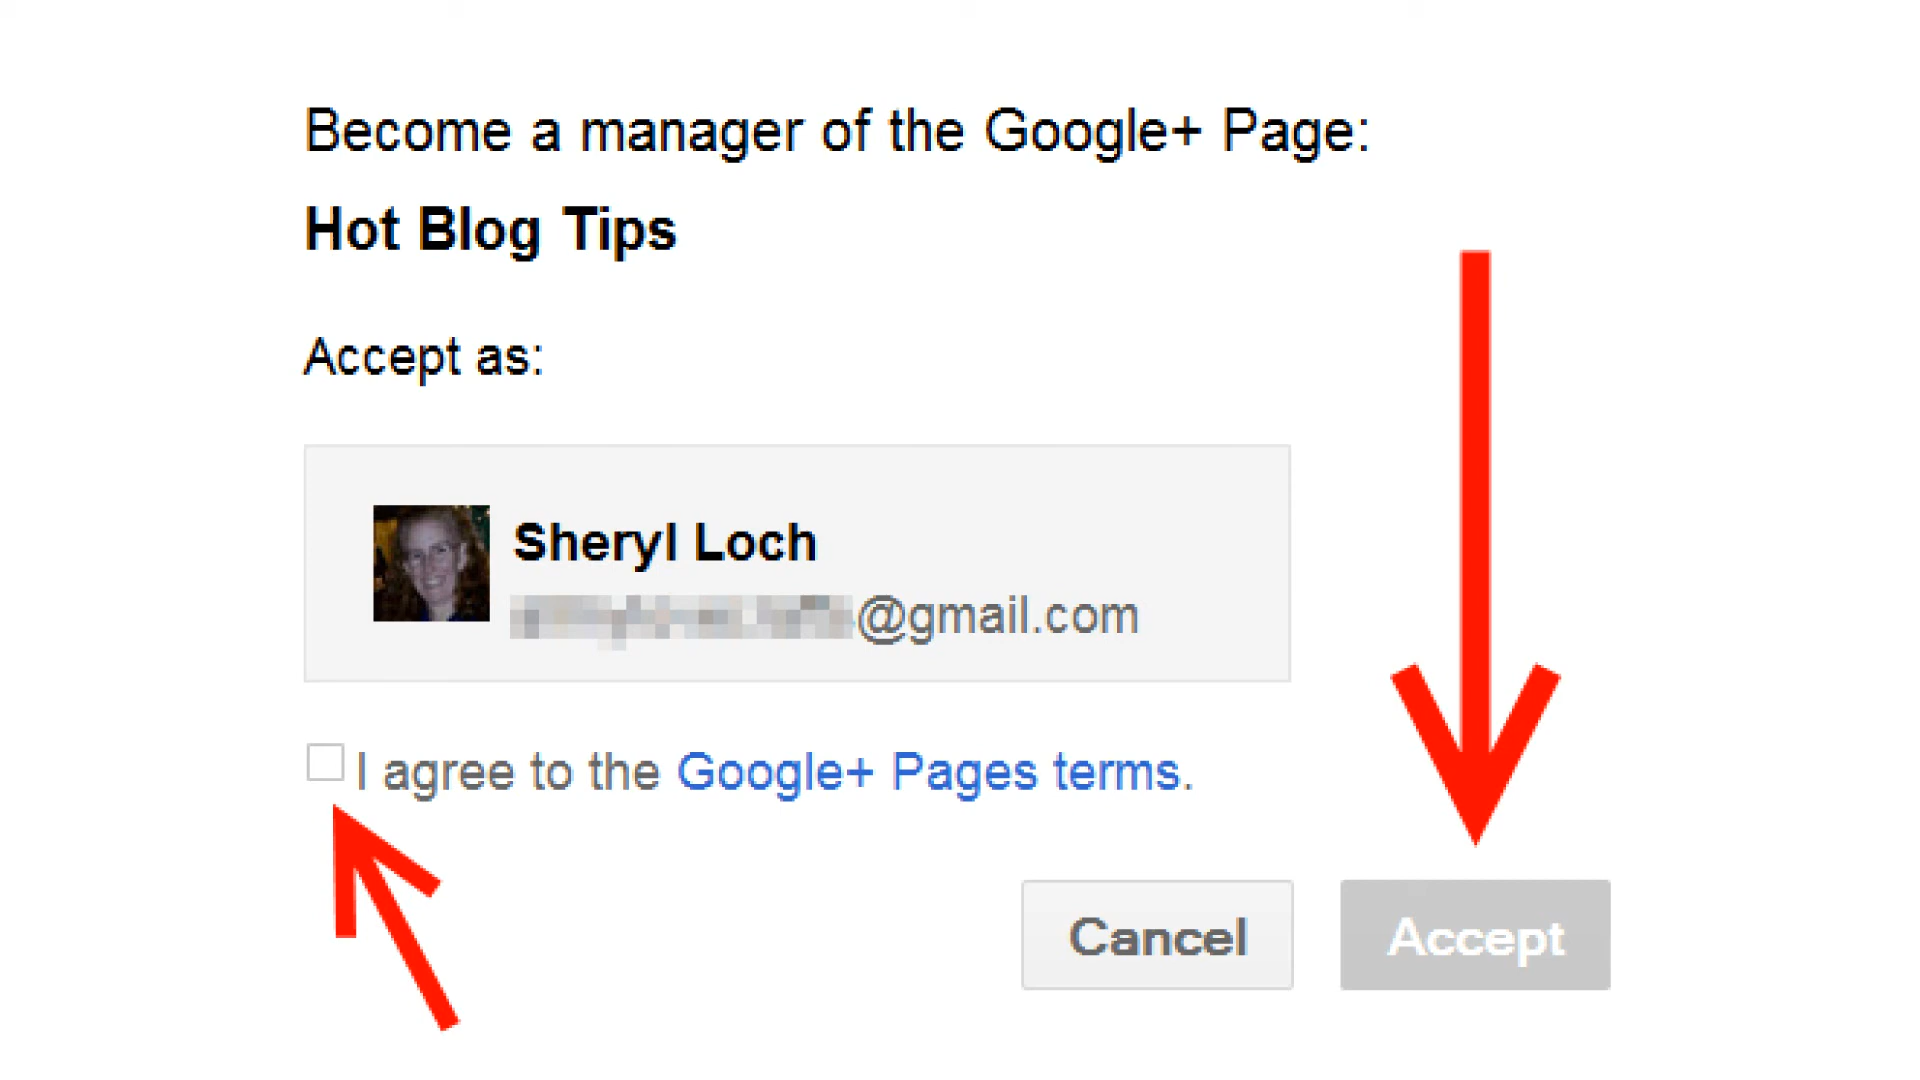 Become a manager of the Google+ Page:
Hot Blog Tips
Accept as:
Sheryl Loch
@gmail.com
I agree to the Google+ Pages terms.
Cancel
Accept